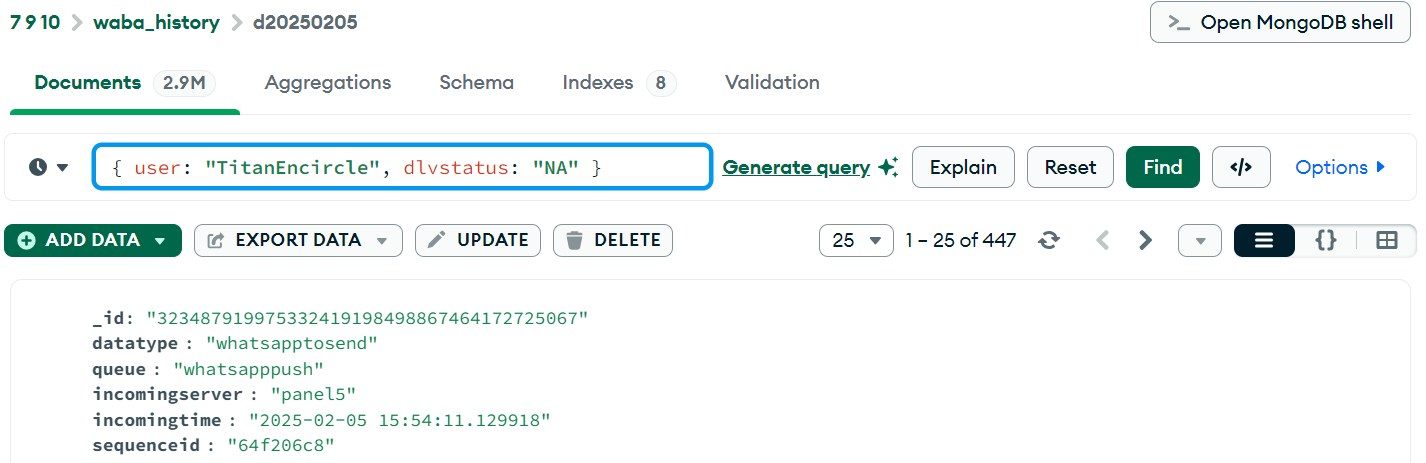 7 9 10 > waba_history > d20250205
>_ Open MongoDB shell
Documents 2.9M Aggregations Schema Indexes 8 Validation
{ user: "TitanEncircle", dlvstatus: "NA" } Generate query Explain Reset Find </> Options
ADD DATA EXPORT DATA UPDATE DELETE 25 1 – 25 of 447 {}
_id: "323487919975332419198498867464172725067"
datatype : "whatsapptosend"
queue : "whatsapppush"
incomingserver : "panel5"
incomingtime : "2025-02-05 15:54:11.129918"
sequenceid : "64f206c8"